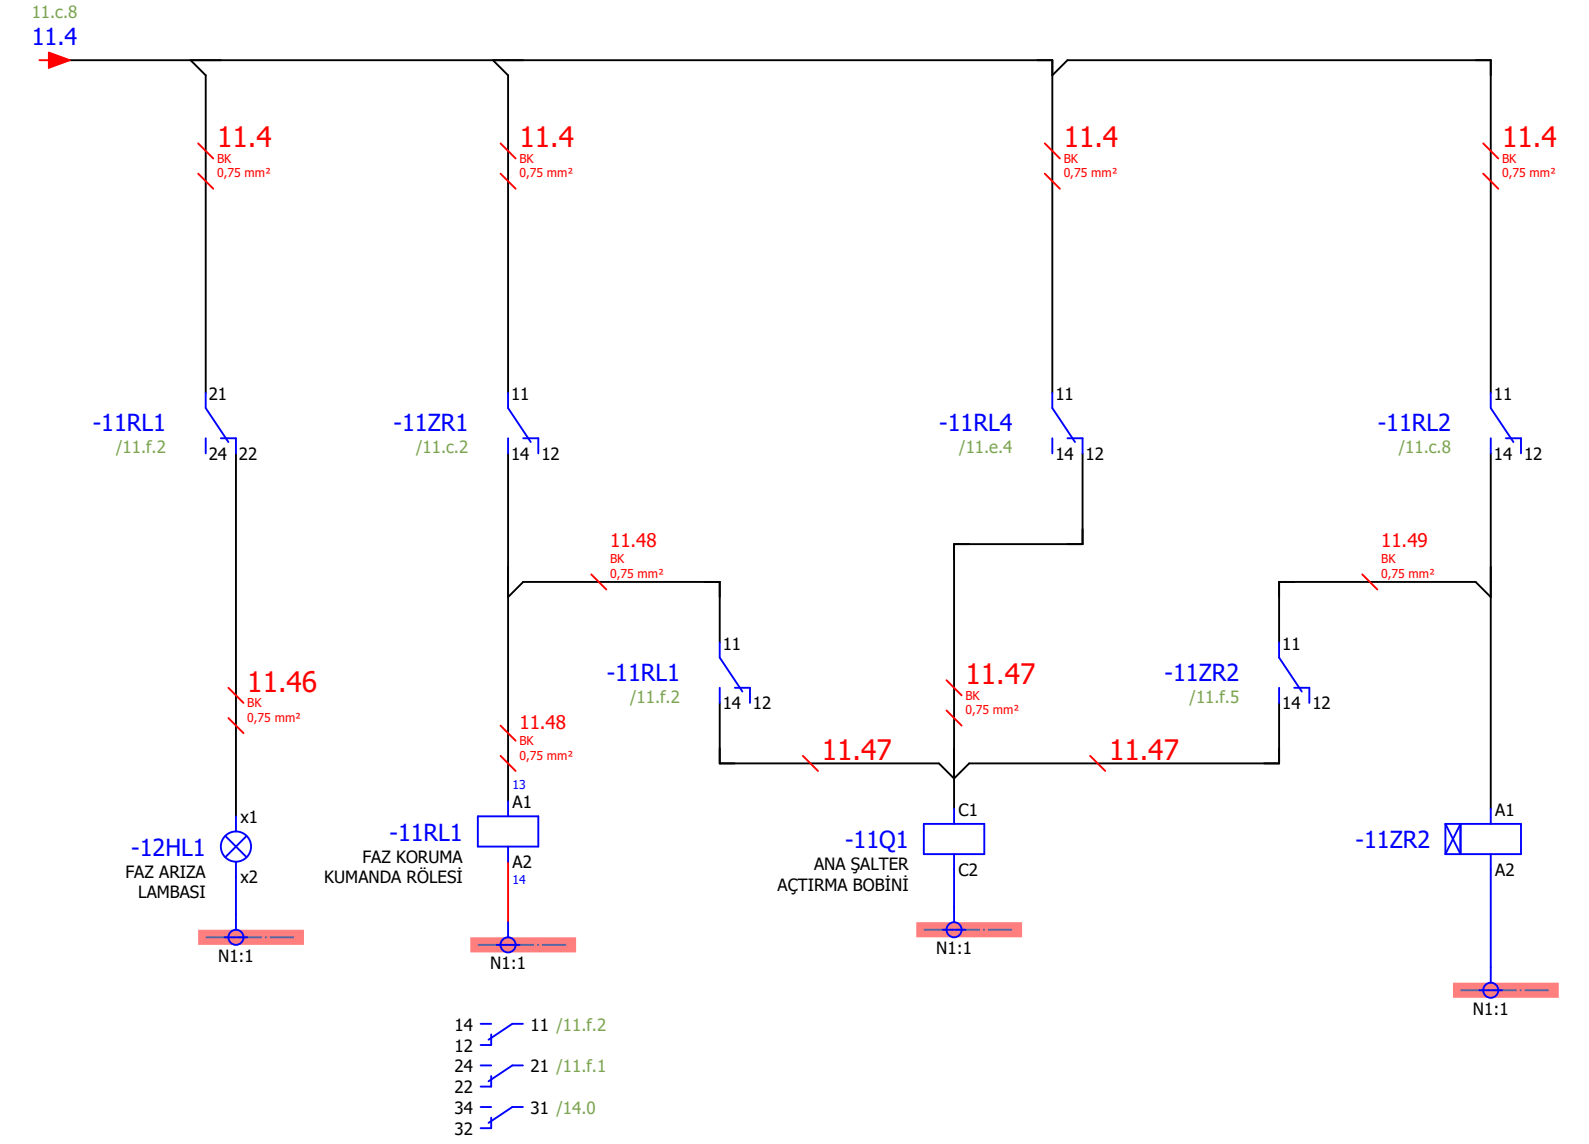 11.c.8
11.4
11.4
BK
0,75 mm²
11.4
BK
0,75 mm²
11.4
BK
0,75 mm²
11.4
BK
0,75 mm²
21
-11RL1
/11.f.2
24 22
11
-11ZR1
/11.c.2
14 12
11
-11RL4
/11.e.4
14 12
11
-11RL2
/11.c.8
14 12
11.48
BK
0,75 mm²
11.49
BK
0,75 mm²
11
-11RL1
/11.f.2
14 12
11
-11ZR2
/11.f.5
14 12
11.46
BK
0,75 mm²
11.47
BK
0,75 mm²
11.48
BK
0,75 mm²
11.47
11.47
x1
-12HL1
FAZ ARIZA
LAMBASI
x2
N1:1
13
A1
-11RL1
FAZ KORUMA
KUMANDA RÖLESİ
A2
14
N1:1
C1
-11Q1
ANA ŞALTER
AÇTIRMA BOBİNİ
C2
N1:1
A1
-11ZR2
A2
N1:1
14 11 /11.f.2
12
24 21 /11.f.1
22
34 31 /14.0
32